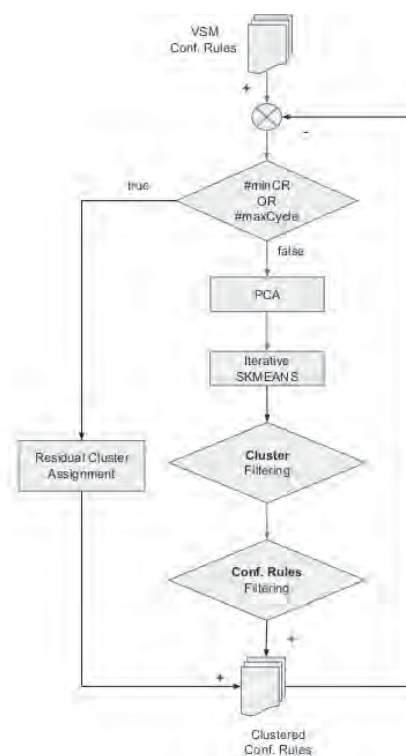 VSM
Conf. Rules
+
-
true
#minCR
OR
#maxCycle
false
PCA
Iterative
SKMEANS
Residual Cluster
Assignment
Cluster
Filtering
Conf. Rules
Filtering
+
+
Clustered
Conf. Rules